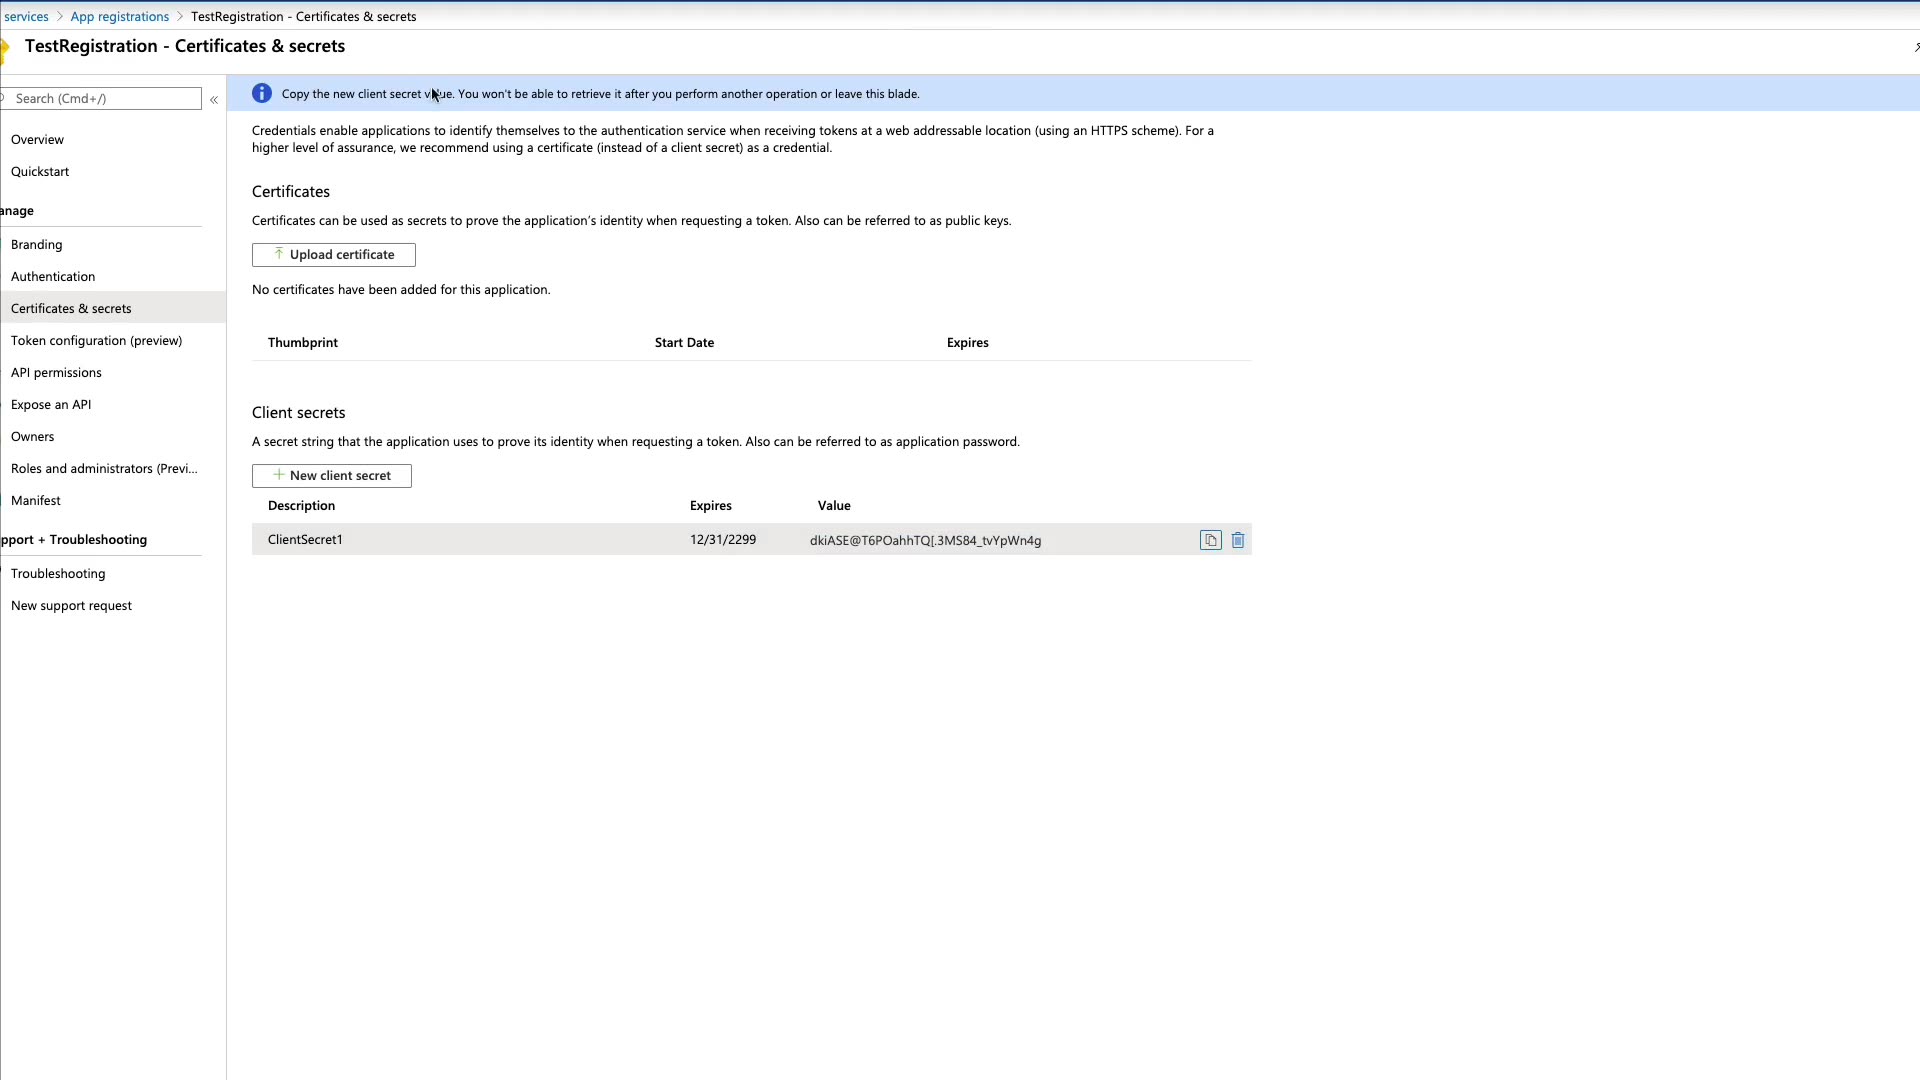 services > App registrations > TestRegistration - Certificates & secrets
TestRegistration - Certificates & secrets
Search (Cmd+/)
«
Copy the new client secret value. You won't be able to retrieve it after you perform another operation or leave this blade.
Overview
Quickstart
anage
Branding
Authentication
Certificates & secrets
Token configuration (preview)
API permissions
Expose an API
Owners
Roles and administrators (Previ...
Manifest
pport + Troubleshooting
Troubleshooting
New support request
Credentials enable applications to identify themselves to the authentication service when receiving tokens at a web addressable location (using an HTTPS scheme). For a
higher level of assurance, we recommend using a certificate (instead of a client secret) as a credential.
Certificates
Certificates can be used as secrets to prove the application's identity when requesting a token. Also can be referred to as public keys.
Upload certificate
No certificates have been added for this application.
Thumbprint Start Date Expires
Client secrets
A secret string that the application uses to prove its identity when requesting a token. Also can be referred to as application password.
New client secret
Description Expires Value
ClientSecret1 12/31/2299 dkiASE@T6POahhTQ[.3MS84_tvYpWn4g